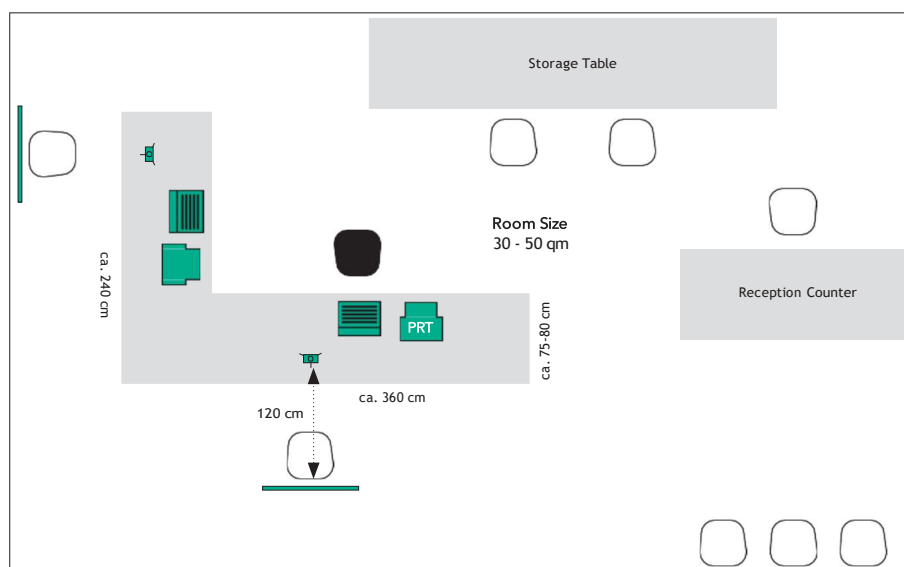 Storage Table
Room Size
30 - 50 qm
ca. 240 cm
Reception Counter
PRT
ca. 75-80 cm
ca. 360 cm
120 cm